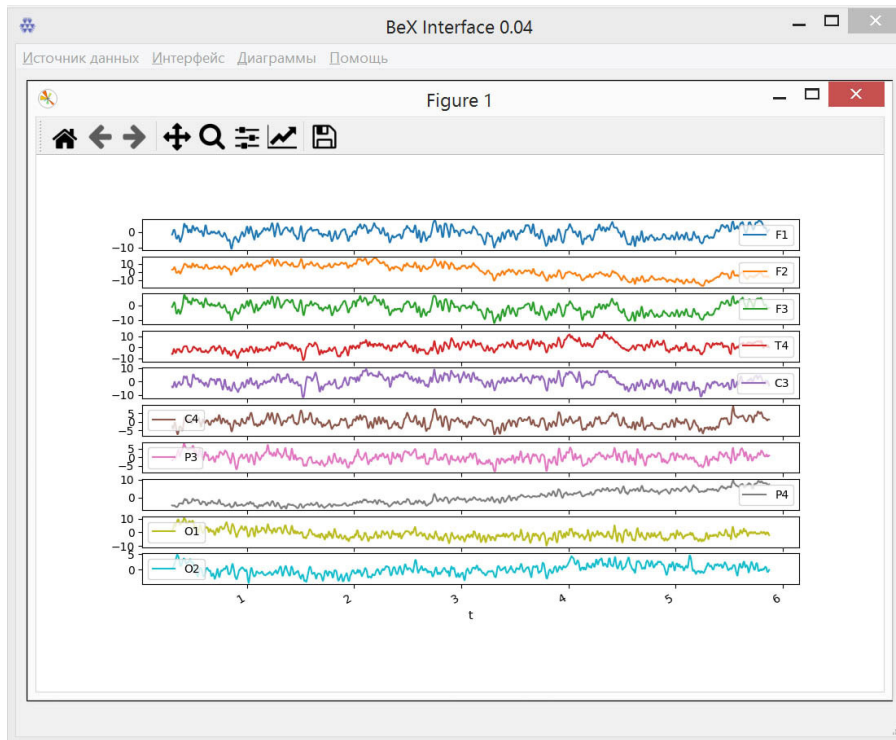 BeX Interface 0.04
Источник данных Интерфейс Диаграммы Помощь
Figure 1
0
−10
F1
10
0
−10
F2
0
−10
F3
10
0
−10
T4
10
0
−10
C3
5
0
−5
C4
5
0
−5
P3
10
0
P4
10
0
−10
O1
5
0
O2
1 2 3 4 5 6
t